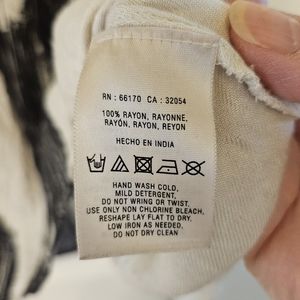 RN : 66170 CA : 32054
100% RAYON, RAYONNE,
RAYÓN, RAYON, REYON
HECHO EN INDIA
HAND WASH COLD,
MILD DETERGENT,
DO NOT WRING OR TWIST.
USE ONLY NON CHLORINE BLEACH.
RESHAPE LAY FLAT TO DRY.
LOW IRON AS NEEDED.
DO NOT DRY CLEAN